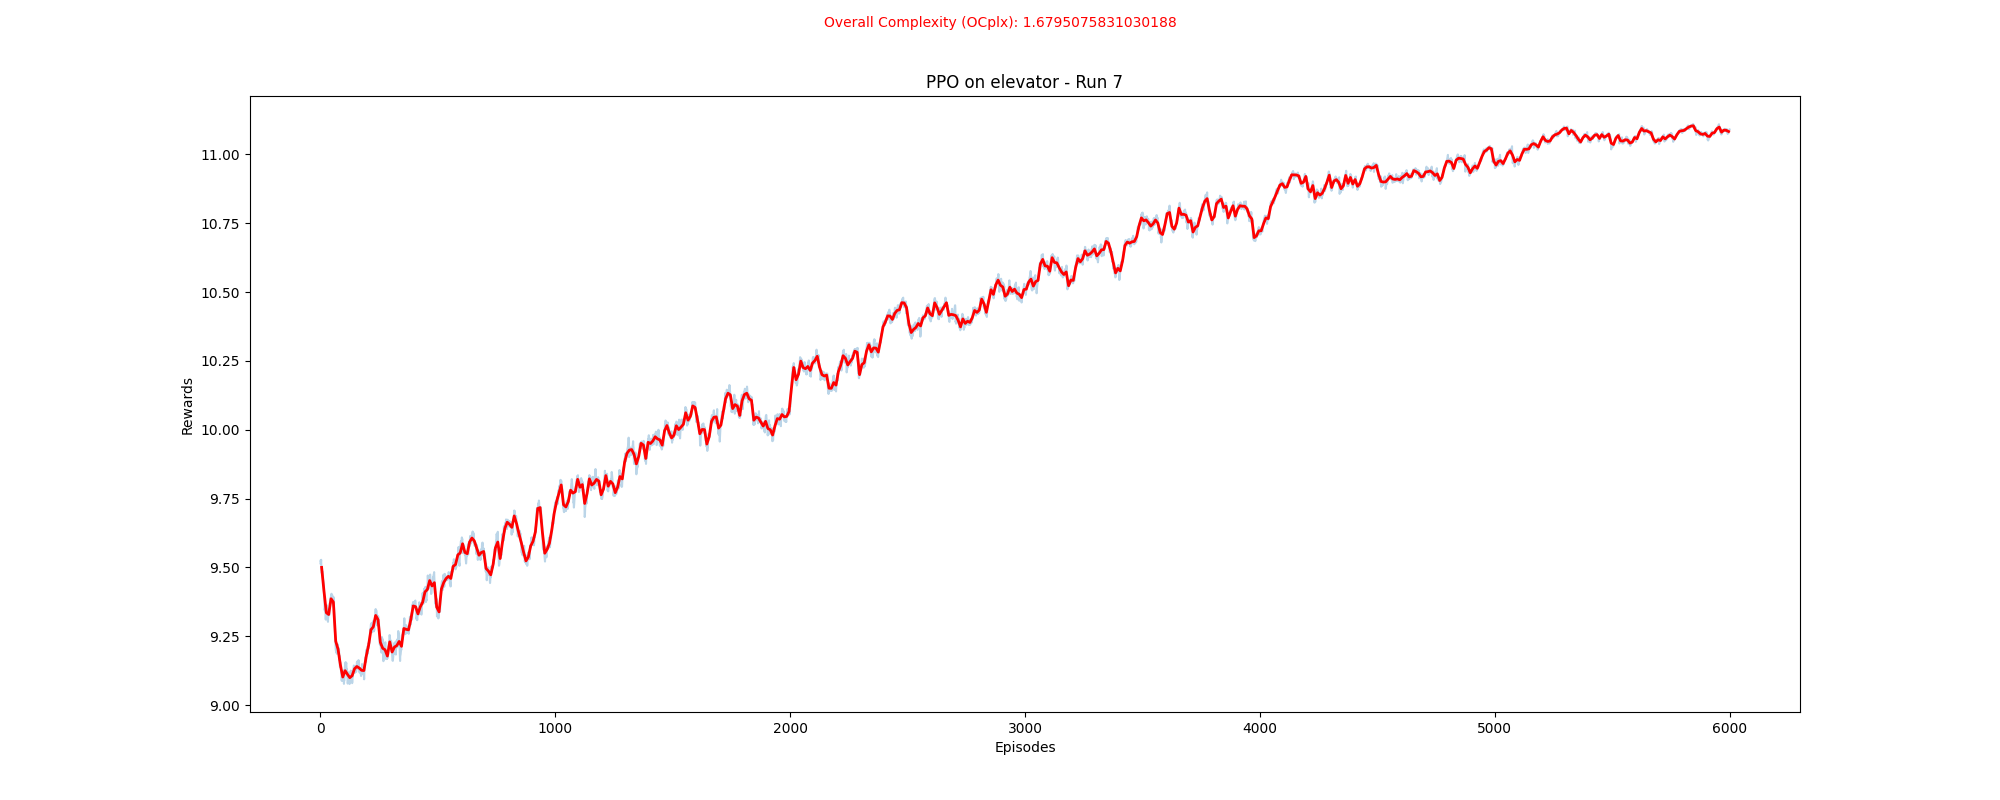 Overall Complexity (OCplx): 1.6795075831030188
PPO on elevator - Run 7
11.00
10.75
10.50
10.25
10.00
9.75
9.50
9.25
9.00
Rewards
0 1000 2000 3000 4000 5000 6000
Episodes